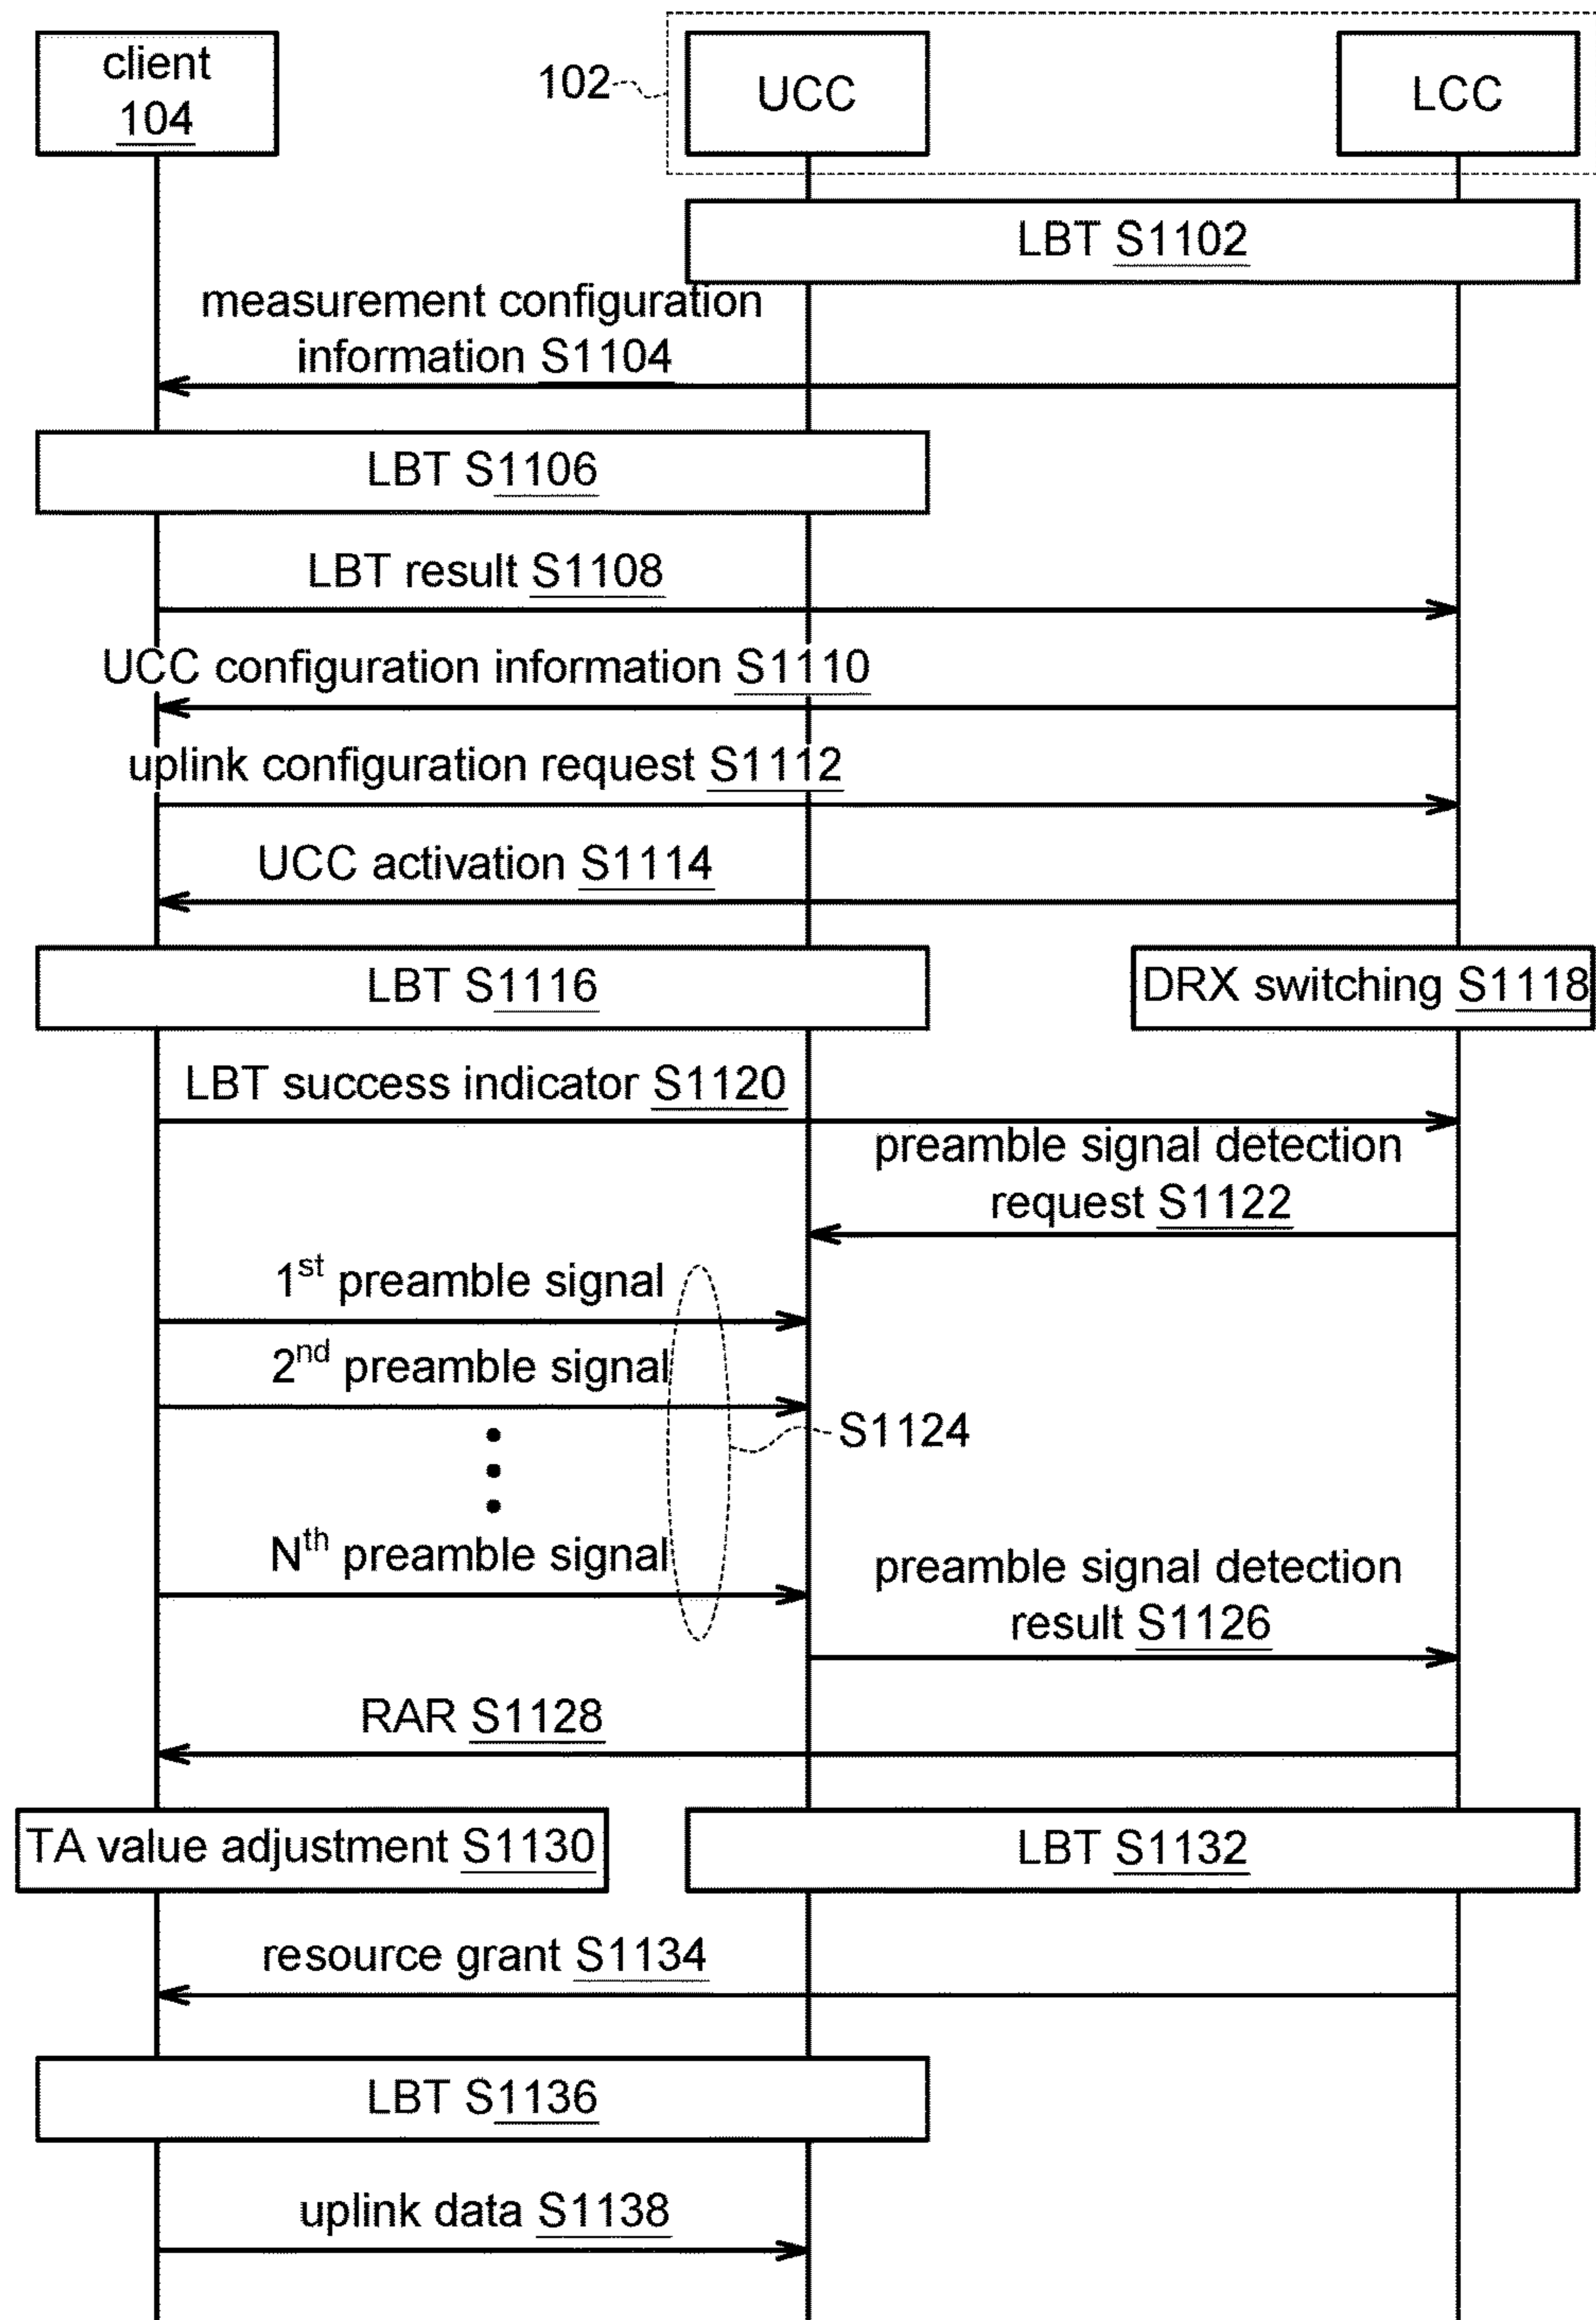 client
104
102
UCC
LCC
LBT S1102
measurement configuration
information S1104
LBT S1106
LBT result S1108
UCC configuration information S1110
uplink configuration request S1112
UCC activation S1114
LBT S1116
DRX switching S1118
LBT success indicator S1120
preamble signal detection
request S1122
1st preamble signal
2nd preamble signal
S1124
Nth preamble signal
preamble signal detection
result S1126
RAR S1128
TA value adjustment S1130
LBT S1132
resource grant S1134
LBT S1136
uplink data S1138